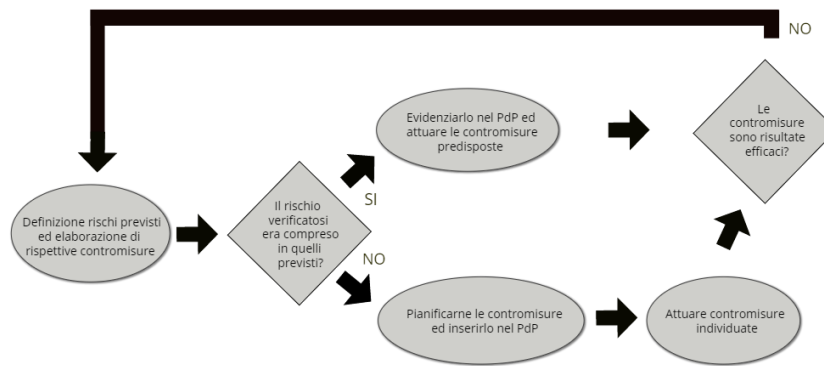 NO
Evidenziarlo nel PdP ed
attuare le contromisure
predisposte
Le
contromisure
sono risultate
efficaci?
Definizione rischi previsti
ed elaborazione di
rispettive contromisure
Il rischio
verificatosi
era compreso
in quelli
previsti?
SI
NO
Pianificarne le contromisure
ed inserirlo nel PdP
Attuare contromisure
individuate